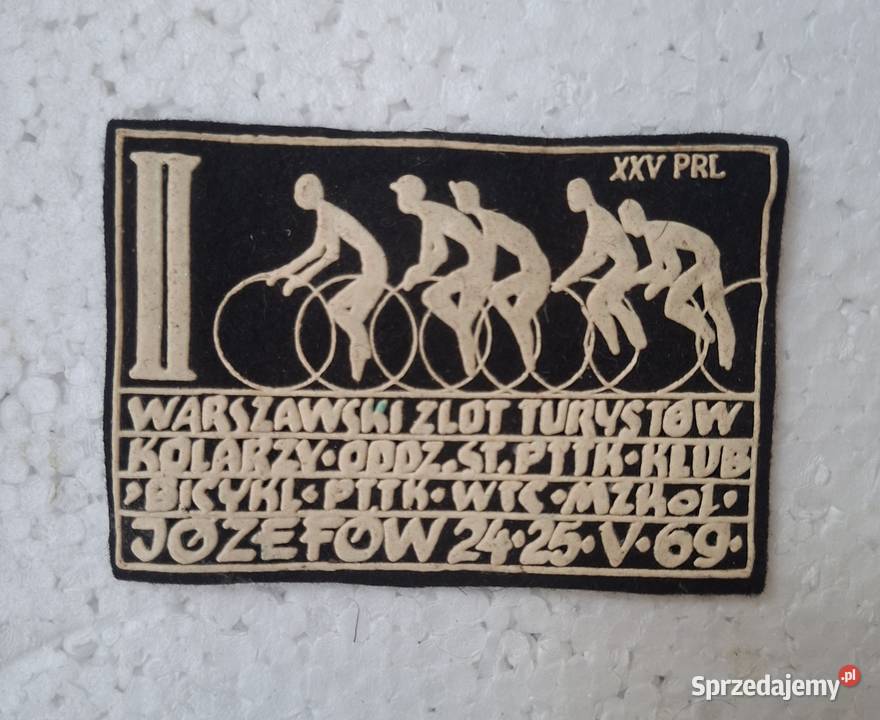 II
XXV PRL
WARSZAWSKI ZLOT TURYSTÓW
KOLARZY·ODDZ.ST.PTTK·KLUB
·BICYKL·PTTK·WTC·MZKOL·
JÓZEFÓW 24·25·V·69·
Sprzedajemy.pl